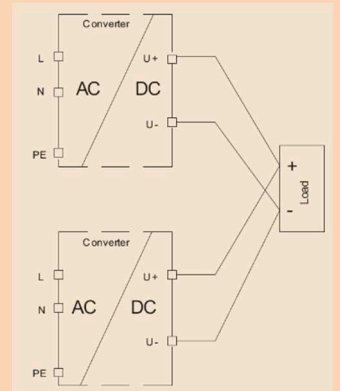 Converter
L
U+
N
AC
DC
U-
PE
+
Load
-
Converter
L
U+
N
AC
DC
U-
PE